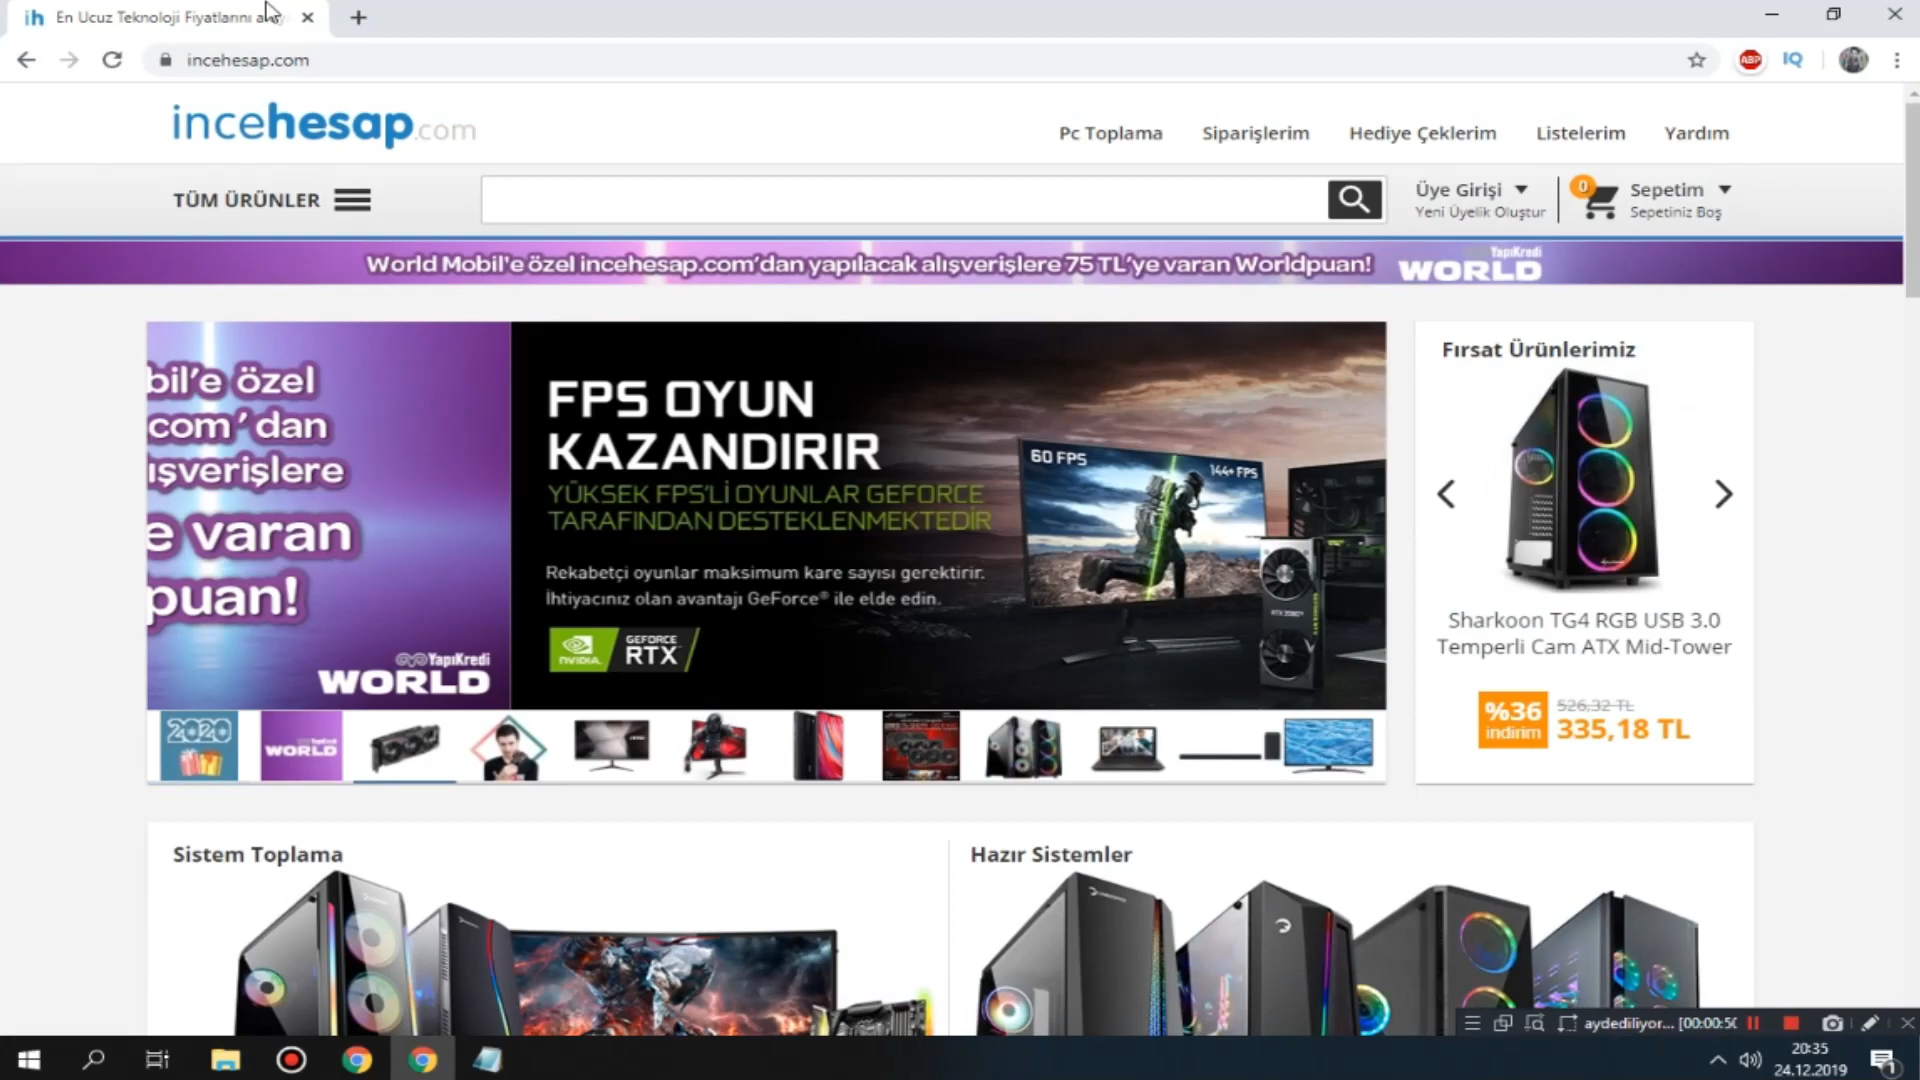 ih En Ucuz Teknoloji Fiyatlarını
incehesap.com
ABP
IQ
incehesap.com
Pc Toplama
Siparişlerim
Hediye Çeklerim
Listelerim
Yardım
TÜM ÜRÜNLER
Üye Girişi
Yeni Üyelik Oluştur
0
Sepetim
Sepetiniz Boş
World Mobil'e özel incehesap.com'dan yapılacak alışverişlere 75 TL'ye varan Worldpuan!
YapıKredi
WORLD
bil'e özel
com'dan
ışverişlere
e varan
puan!
YapıKredi
WORLD
FPS OYUN
KAZANDIRIR
YÜKSEK FPS'Lİ OYUNLAR GEFORCE
TARAFINDAN DESTEKLENMEKTEDİR
Rekabetçi oyunlar maksimum kare sayısı gerektirir.
İhtiyacınız olan avantajı GeForce® ile elde edin.
NVIDIA.
GEFORCE
RTX
60 FPS
144+ FPS
Fırsat Ürünlerimiz
Sharkoon TG4 RGB USB 3.0
Temperli Cam ATX Mid-Tower
%36
indirim
526,32 TL
335,18 TL
2020
WORLD
Sistem Toplama
Hazır Sistemler
aydediliyor... [00:00:50
20:35
24.12.2019
1